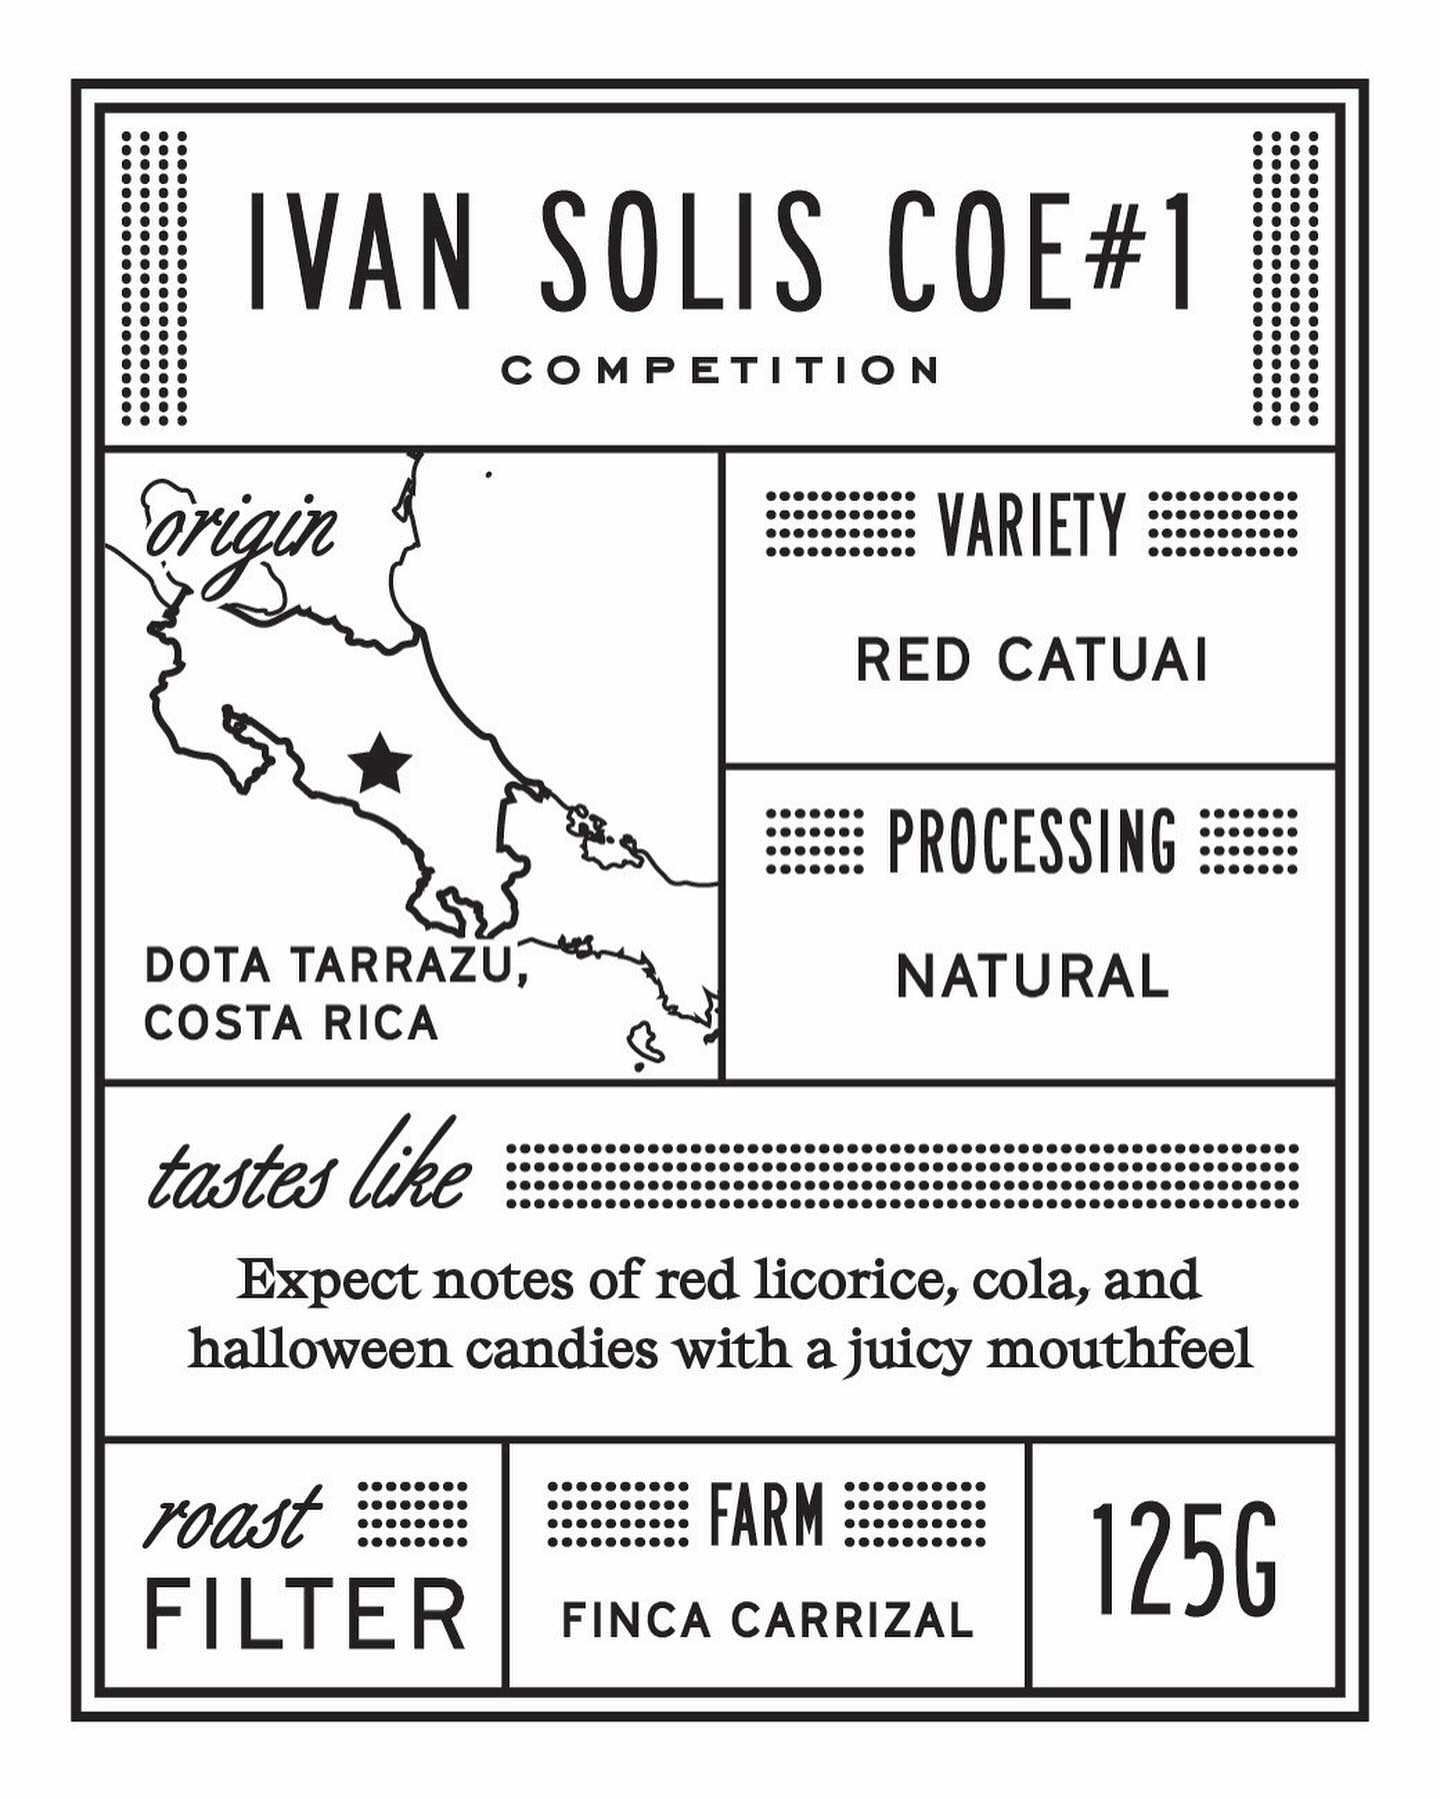 IVAN SOLIS COE#1
COMPETITION
origin
DOTA TARRAZU,
COSTA RICA
VARIETY
RED CATUAI
PROCESSING
NATURAL
tastes like
Expect notes of red licorice, cola, and
halloween candies with a juicy mouthfeel
roast
FILTER
FARM
FINCA CARRIZAL
125G